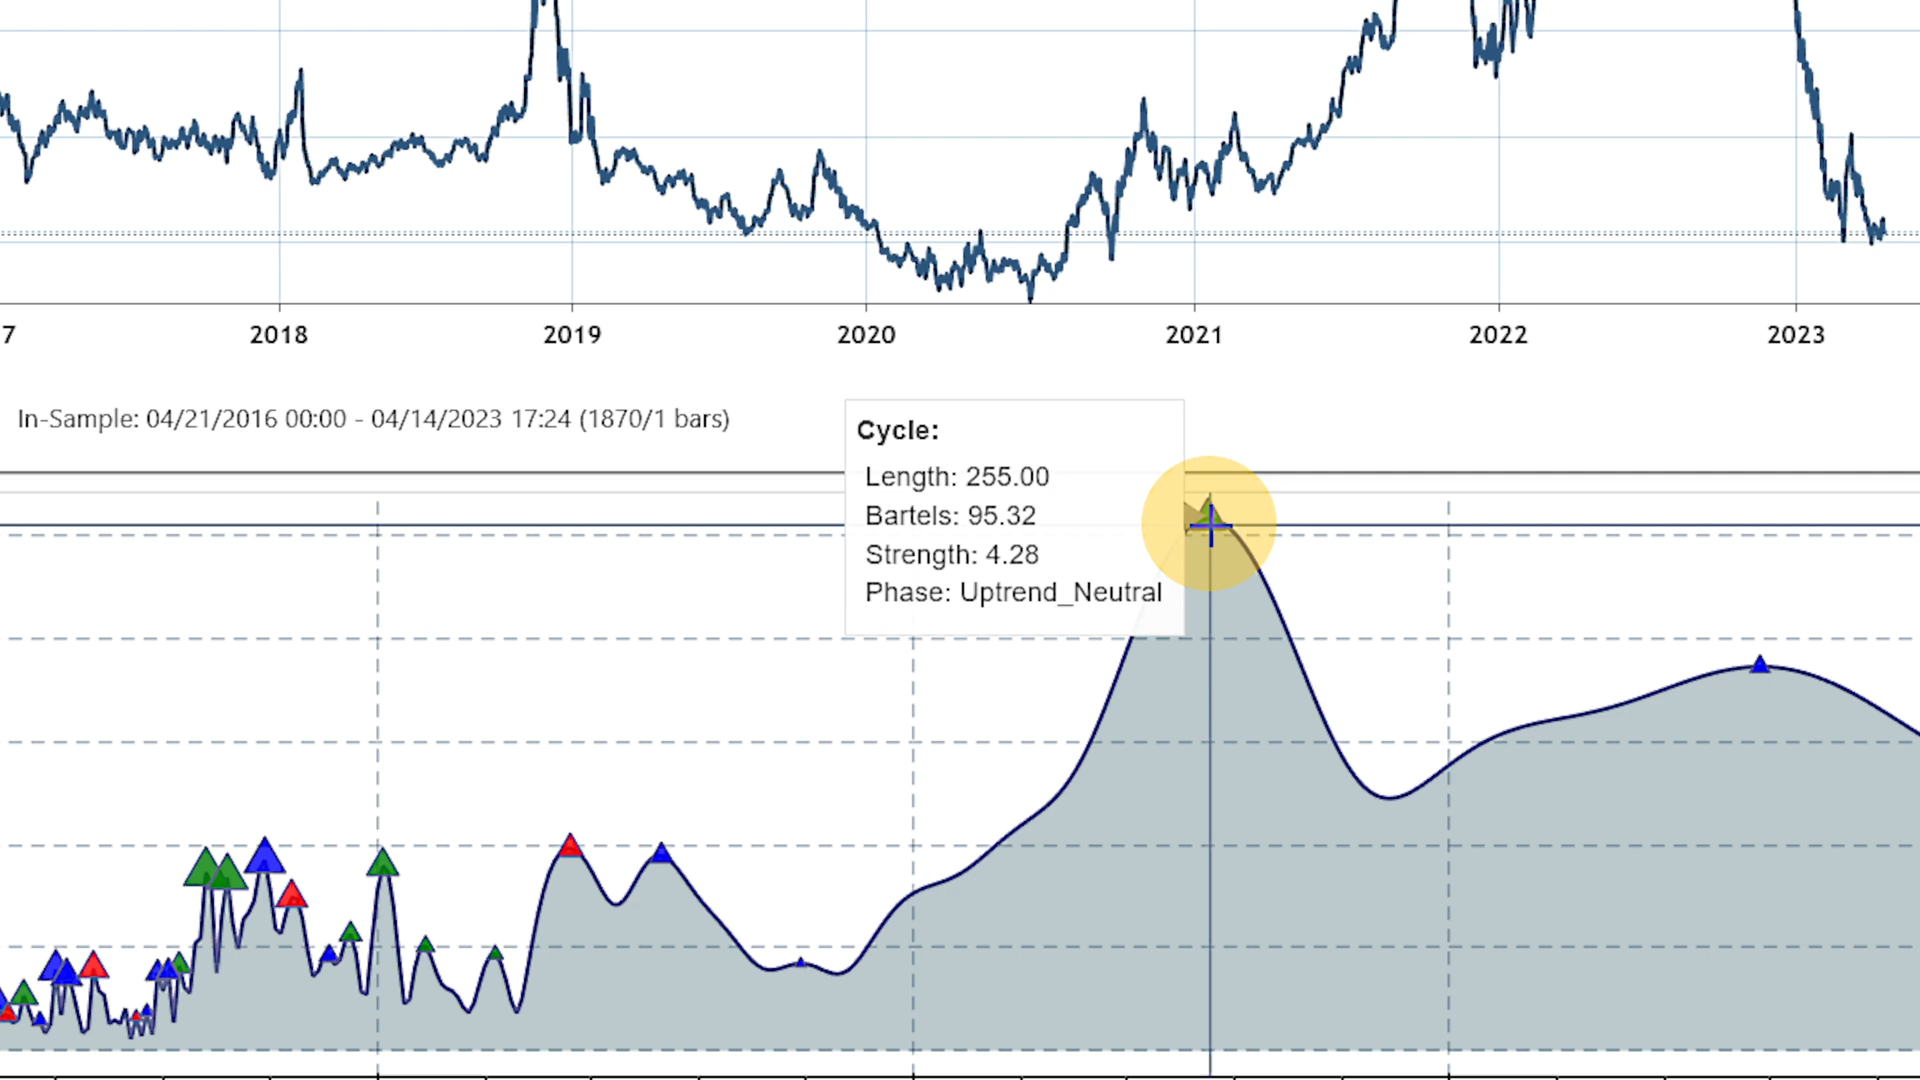 7 2018 2019 2020 2021 2022 2023
In-Sample: 04/21/2016 00:00 - 04/14/2023 17:24 (1870/1 bars)
Cycle:
Length: 255.00
Bartels: 95.32
Strength: 4.28
Phase: Uptrend_Neutral